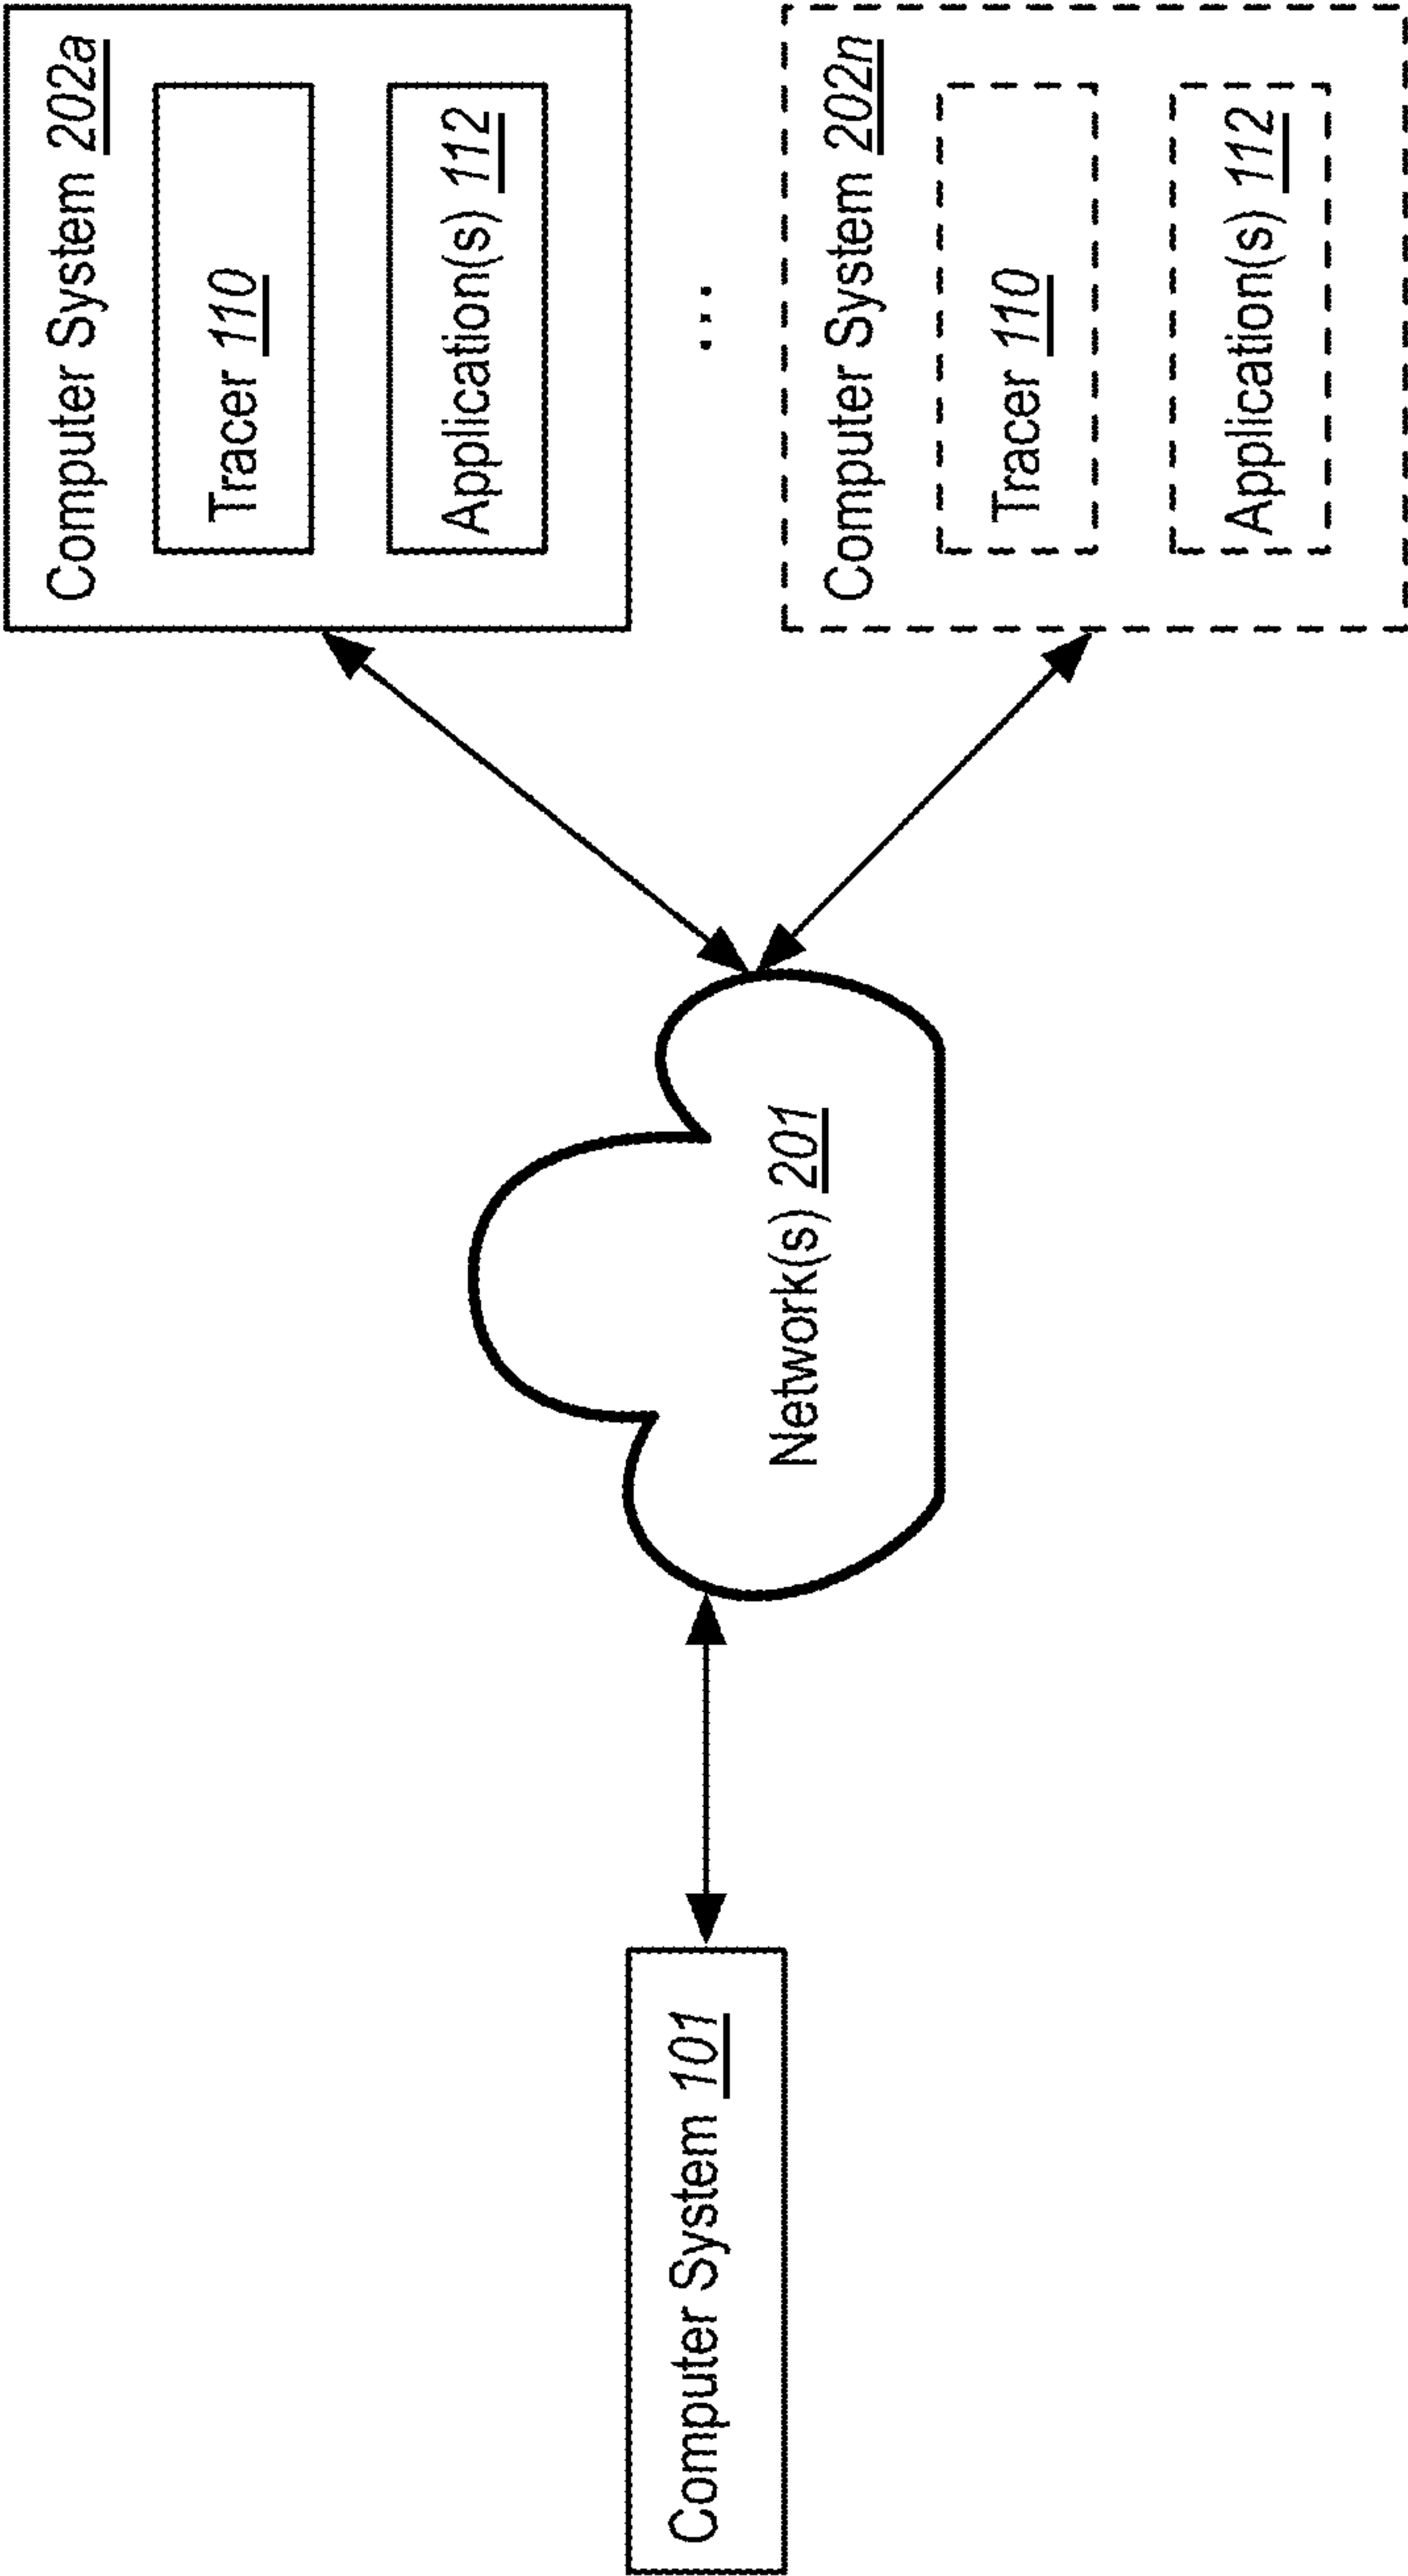 Computer System 101
Network(s) 201
Computer System 202a
Tracer 110
Application(s) 112
...
Computer System 202n
Tracer 110
Application(s) 112